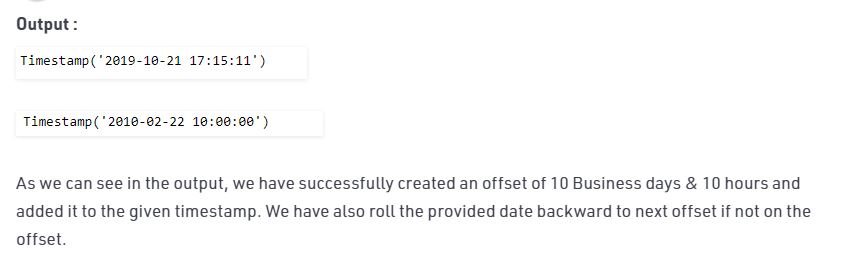 Output :
Timestamp('2019-10-21 17:15:11')
Timestamp('2010-02-22 10:00:00')
As we can see in the output, we have successfully created an offset of 10 Business days & 10 hours and
added it to the given timestamp. We have also roll the provided date backward to next offset if not on the
offset.